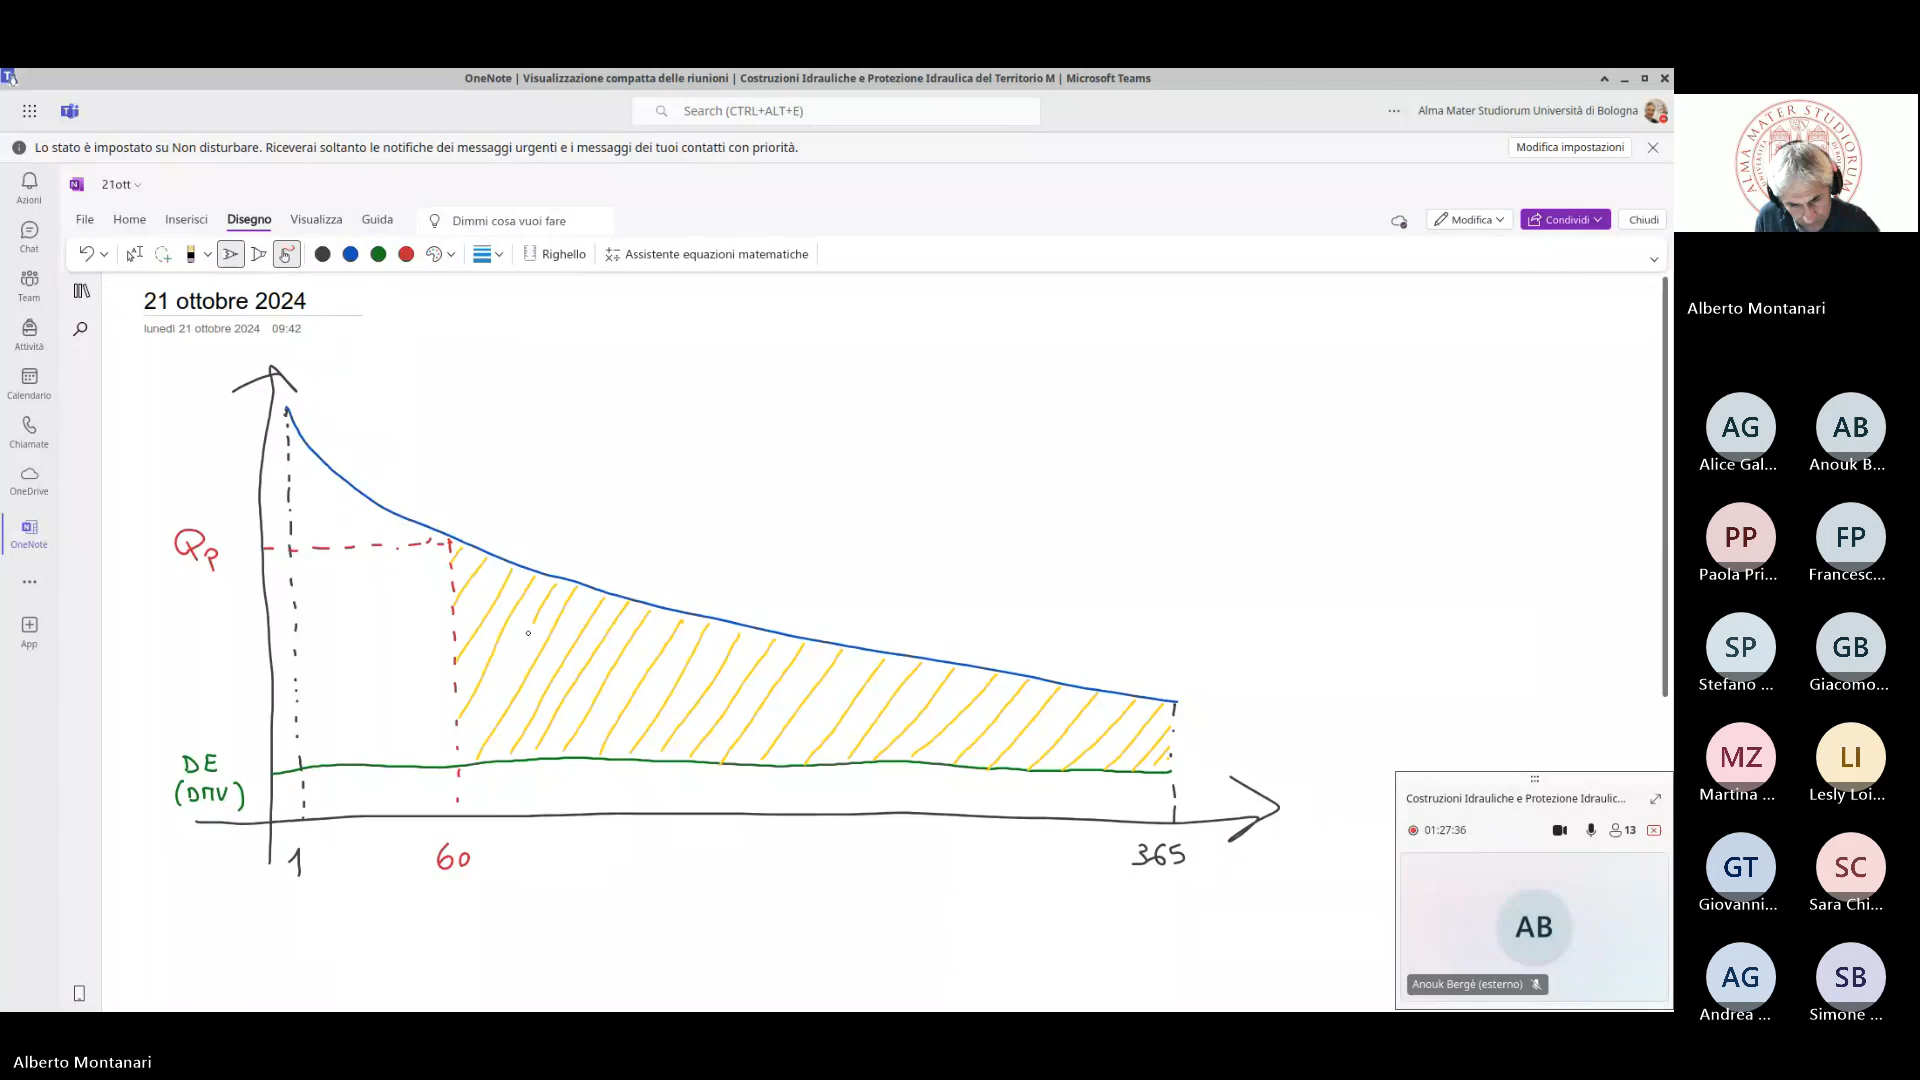 OneNote | Visualizzazione compatta delle riunioni | Costruzioni Idrauliche e Protezione Idraulica del Territorio M | Microsoft Teams
Search (CTRL+ALT+E)
Alma Mater Studiorum Università di Bologna
Lo stato è impostato su Non disturbare. Riceverai soltanto le notifiche dei messaggi urgenti e i messaggi dei tuoi contatti con priorità.
Modifica impostazioni
Azioni
Chat
Team
Attività
Calendario
Chiamate
OneDrive
OneNote
App
21ott
File Home Inserisci Disegno Visualizza Guida Dimmi cosa vuoi fare
Modifica Condividi Chiudi
Righello Assistente equazioni matematiche
21 ottobre 2024
lunedì 21 ottobre 2024 09:42
Qp
DE
(DMV)
1 60 365
Costruzioni Idrauliche e Protezione Idraulic...
01:27:36 13
AB
Anouk Bergè (esterno)
ALMA MATER STUDIORUM
Alberto Montanari
AG AB
Alice Gal... Anouk B...
PP FP
Paola Pri... Francesc...
SP GB
Stefano ... Giacomo...
MZ LI
Martina ... Lesly Loi...
GT SC
Giovanni... Sara Chi...
AG SB
Andrea ... Simone ...
Alberto Montanari